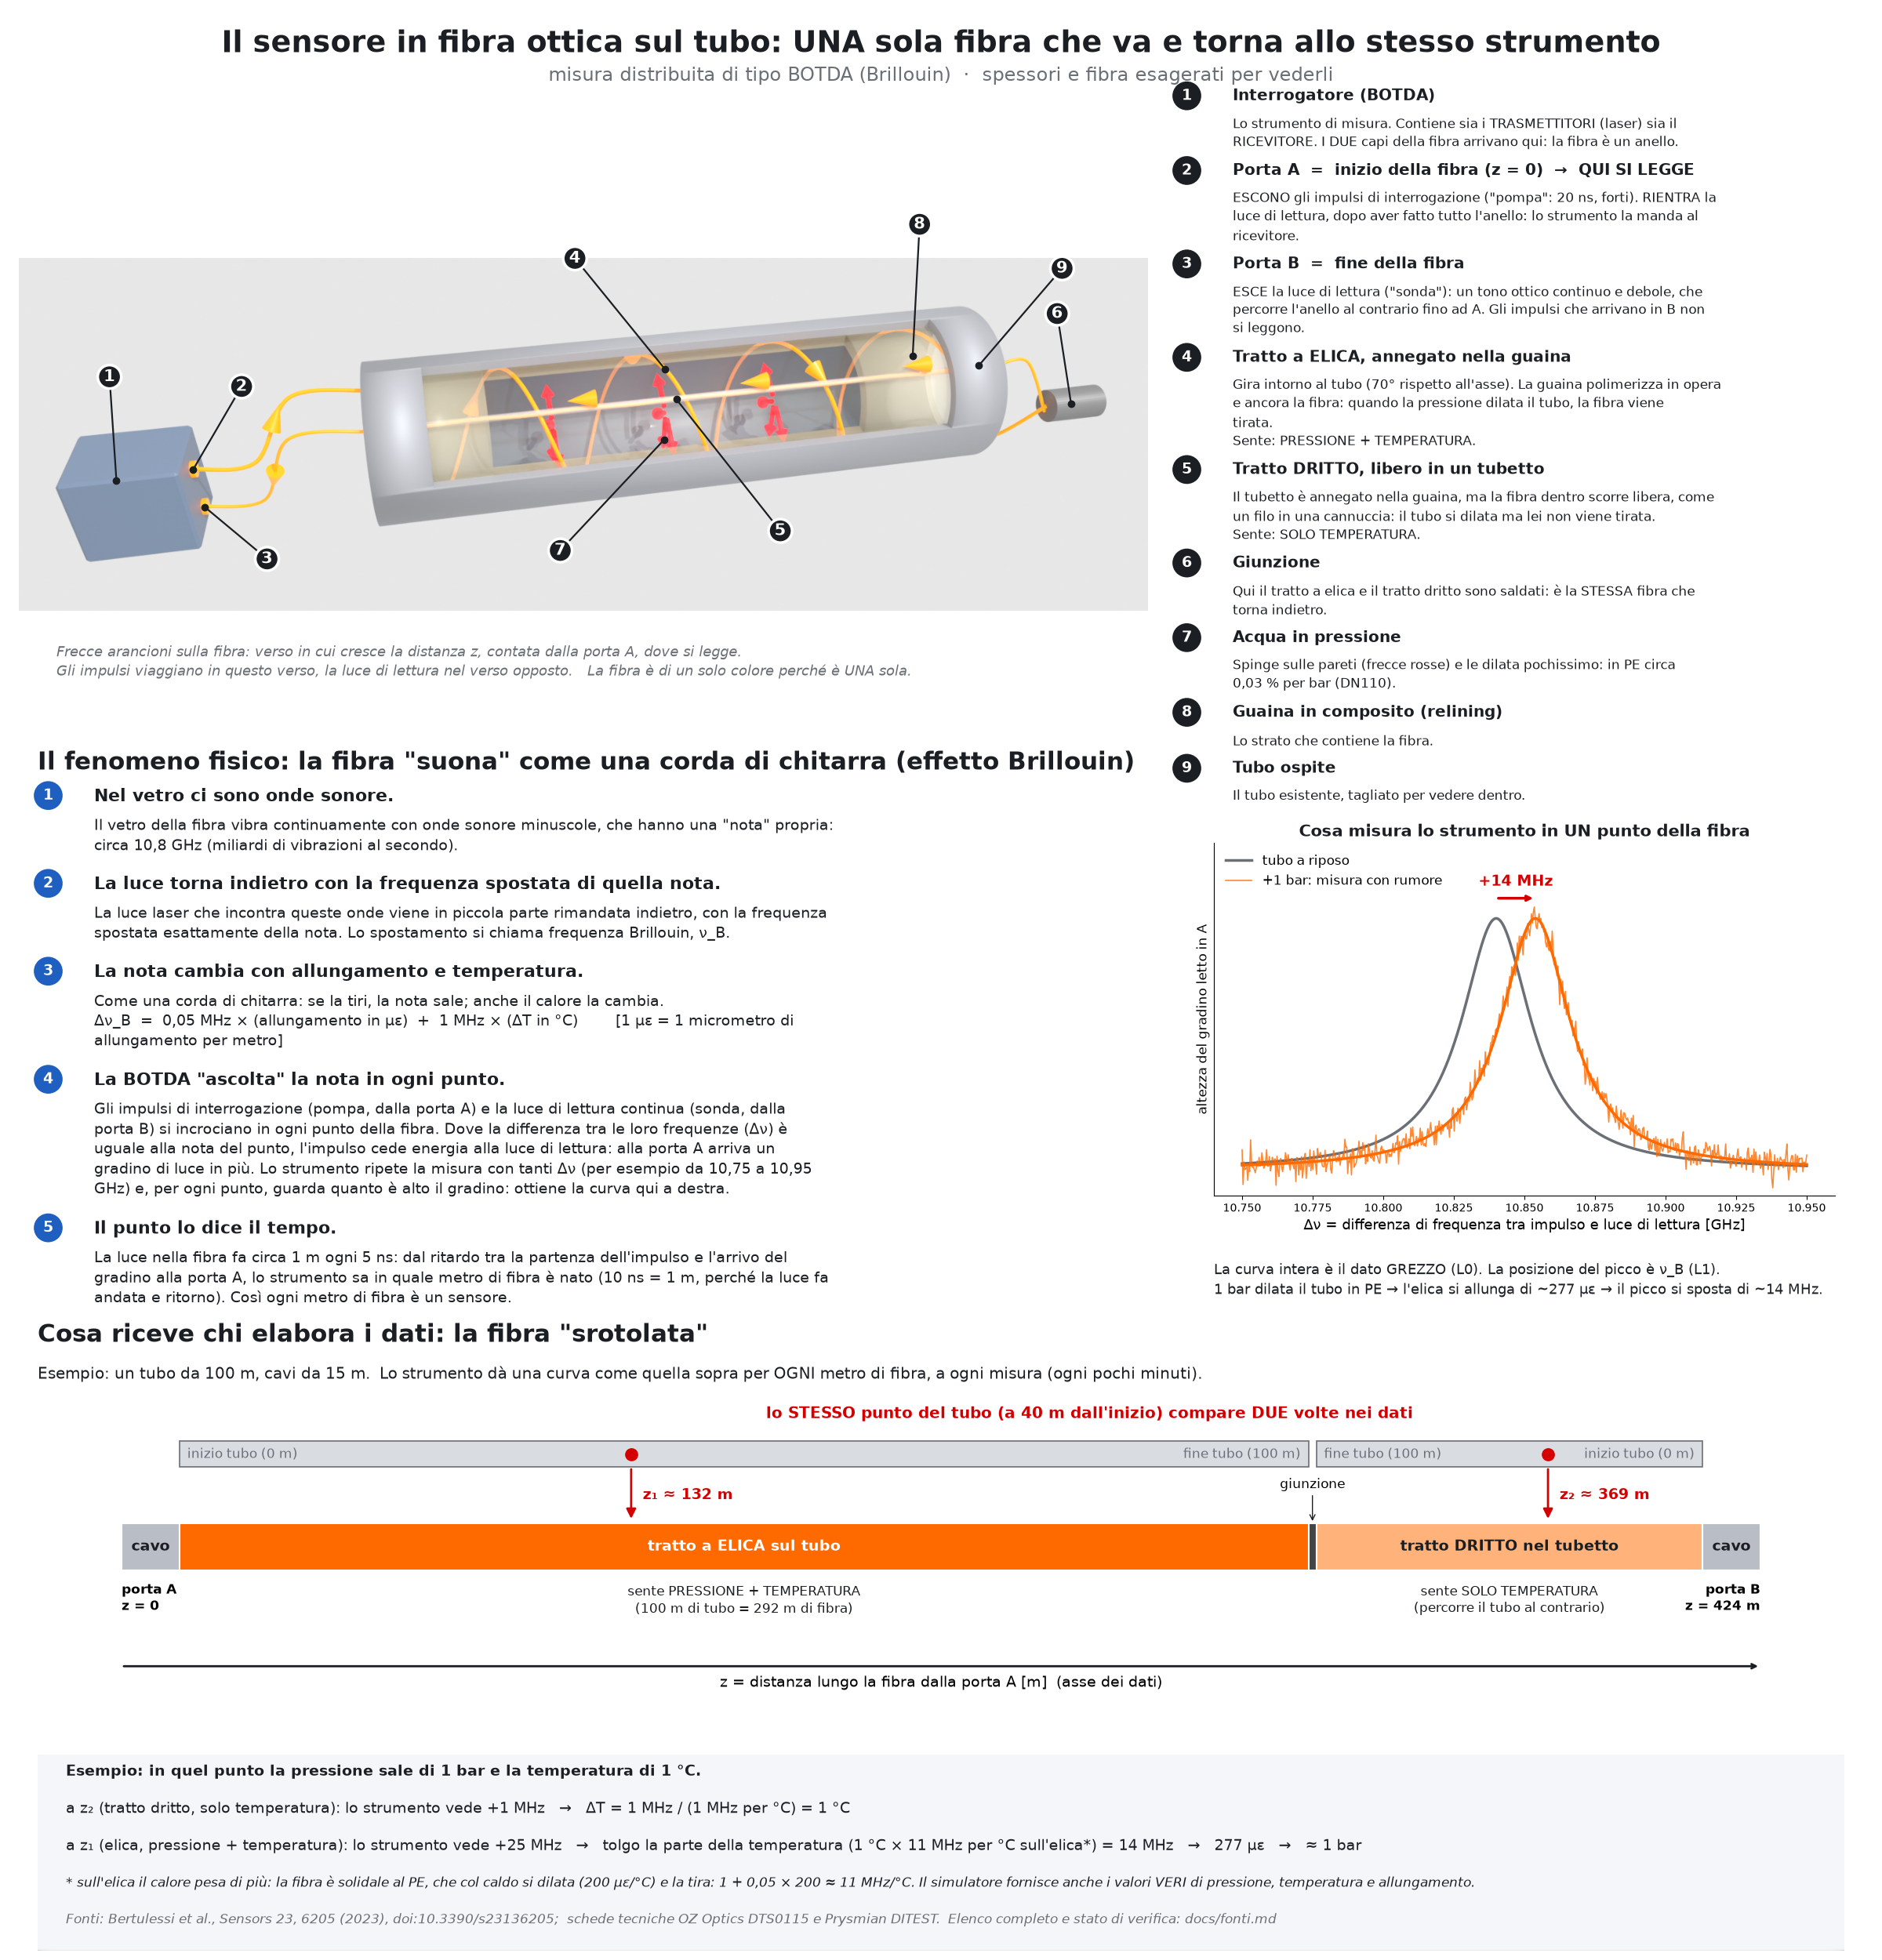 Il sensore in fibra ottica sul tubo: UNA sola fibra che va e torna allo stesso strumento
misura distribuita di tipo BOTDA (Brillouin)  ·  spessori e fibra esagerati per vederli
1
2
3
4
5
6
7
8
9
Frecce arancioni sulla fibra: verso in cui cresce la distanza z, contata dalla porta A, dove si legge.
Gli impulsi viaggiano in questo verso, la luce di lettura nel verso opposto.   La fibra è di un solo colore perché è UNA sola.
1 Interrogatore (BOTDA)
Lo strumento di misura. Contiene sia i TRASMETTITORI (laser) sia il
RICEVITORE. I DUE capi della fibra arrivano qui: la fibra è un anello.
2 Porta A  =  inizio della fibra (z = 0)  →  QUI SI LEGGE
ESCONO gli impulsi di interrogazione ("pompa": 20 ns, forti). RIENTRA la
luce di lettura, dopo aver fatto tutto l'anello: lo strumento la manda al
ricevitore.
3 Porta B  =  fine della fibra
ESCE la luce di lettura ("sonda"): un tono ottico continuo e debole, che
percorre l'anello al contrario fino ad A. Gli impulsi che arrivano in B non
si leggono.
4 Tratto a ELICA, annegato nella guaina
Gira intorno al tubo (70° rispetto all'asse). La guaina polimerizza in opera
e ancora la fibra: quando la pressione dilata il tubo, la fibra viene
tirata.
Sente: PRESSIONE + TEMPERATURA.
5 Tratto DRITTO, libero in un tubetto
Il tubetto è annegato nella guaina, ma la fibra dentro scorre libera, come
un filo in una cannuccia: il tubo si dilata ma lei non viene tirata.
Sente: SOLO TEMPERATURA.
6 Giunzione
Qui il tratto a elica e il tratto dritto sono saldati: è la STESSA fibra che
torna indietro.
7 Acqua in pressione
Spinge sulle pareti (frecce rosse) e le dilata pochissimo: in PE circa
0,03 % per bar (DN110).
8 Guaina in composito (relining)
Lo strato che contiene la fibra.
9 Tubo ospite
Il tubo esistente, tagliato per vedere dentro.
Il fenomeno fisico: la fibra "suona" come una corda di chitarra (effetto Brillouin)
1 Nel vetro ci sono onde sonore.
Il vetro della fibra vibra continuamente con onde sonore minuscole, che hanno una "nota" propria:
circa 10,8 GHz (miliardi di vibrazioni al secondo).
2 La luce torna indietro con la frequenza spostata di quella nota.
La luce laser che incontra queste onde viene in piccola parte rimandata indietro, con la frequenza
spostata esattamente della nota. Lo spostamento si chiama frequenza Brillouin, ν_B.
3 La nota cambia con allungamento e temperatura.
Come una corda di chitarra: se la tiri, la nota sale; anche il calore la cambia.
Δν_B  =  0,05 MHz × (allungamento in με)  +  1 MHz × (ΔT in °C)        [1 με = 1 micrometro di
allungamento per metro]
4 La BOTDA "ascolta" la nota in ogni punto.
Gli impulsi di interrogazione (pompa, dalla porta A) e la luce di lettura continua (sonda, dalla
porta B) si incrociano in ogni punto della fibra. Dove la differenza tra le loro frequenze (Δν) è
uguale alla nota del punto, l'impulso cede energia alla luce di lettura: alla porta A arriva un
gradino di luce in più. Lo strumento ripete la misura con tanti Δν (per esempio da 10,75 a 10,95
GHz) e, per ogni punto, guarda quanto è alto il gradino: ottiene la curva qui a destra.
5 Il punto lo dice il tempo.
La luce nella fibra fa circa 1 m ogni 5 ns: dal ritardo tra la partenza dell'impulso e l'arrivo del
gradino alla porta A, lo strumento sa in quale metro di fibra è nato (10 ns = 1 m, perché la luce fa
andata e ritorno). Così ogni metro di fibra è un sensore.
Cosa misura lo strumento in UN punto della fibra
tubo a riposo
+1 bar: misura con rumore
+14 MHz
altezza del gradino letto in A
10.750 10.775 10.800 10.825 10.850 10.875 10.900 10.925 10.950
Δν = differenza di frequenza tra impulso e luce di lettura [GHz]
La curva intera è il dato GREZZO (L0). La posizione del picco è ν_B (L1).
1 bar dilata il tubo in PE → l'elica si allunga di ~277 με → il picco si sposta di ~14 MHz.
Cosa riceve chi elabora i dati: la fibra "srotolata"
Esempio: un tubo da 100 m, cavi da 15 m.  Lo strumento dà una curva come quella sopra per OGNI metro di fibra, a ogni misura (ogni pochi minuti).
lo STESSO punto del tubo (a 40 m dall'inizio) compare DUE volte nei dati
inizio tubo (0 m) fine tubo (100 m) fine tubo (100 m) inizio tubo (0 m)
giunzione
z₁ ≈ 132 m z₂ ≈ 369 m
cavo tratto a ELICA sul tubo tratto DRITTO nel tubetto cavo
porta A
z = 0
sente PRESSIONE + TEMPERATURA
(100 m di tubo = 292 m di fibra)
sente SOLO TEMPERATURA
(percorre il tubo al contrario)
porta B
z = 424 m
z = distanza lungo la fibra dalla porta A [m]  (asse dei dati)
Esempio: in quel punto la pressione sale di 1 bar e la temperatura di 1 °C.
a z₂ (tratto dritto, solo temperatura): lo strumento vede +1 MHz   →   ΔT = 1 MHz / (1 MHz per °C) = 1 °C
a z₁ (elica, pressione + temperatura): lo strumento vede +25 MHz   →   tolgo la parte della temperatura (1 °C × 11 MHz per °C sull'elica*) = 14 MHz   →   277 με   →   ≈ 1 bar
* sull'elica il calore pesa di più: la fibra è solidale al PE, che col caldo si dilata (200 με/°C) e la tira: 1 + 0,05 × 200 ≈ 11 MHz/°C. Il simulatore fornisce anche i valori VERI di pressione, temperatura e allungamento.
Fonti: Bertulessi et al., Sensors 23, 6205 (2023), doi:10.3390/s23136205;  schede tecniche OZ Optics DTS0115 e Prysmian DITEST.  Elenco completo e stato di verifica: docs/fonti.md